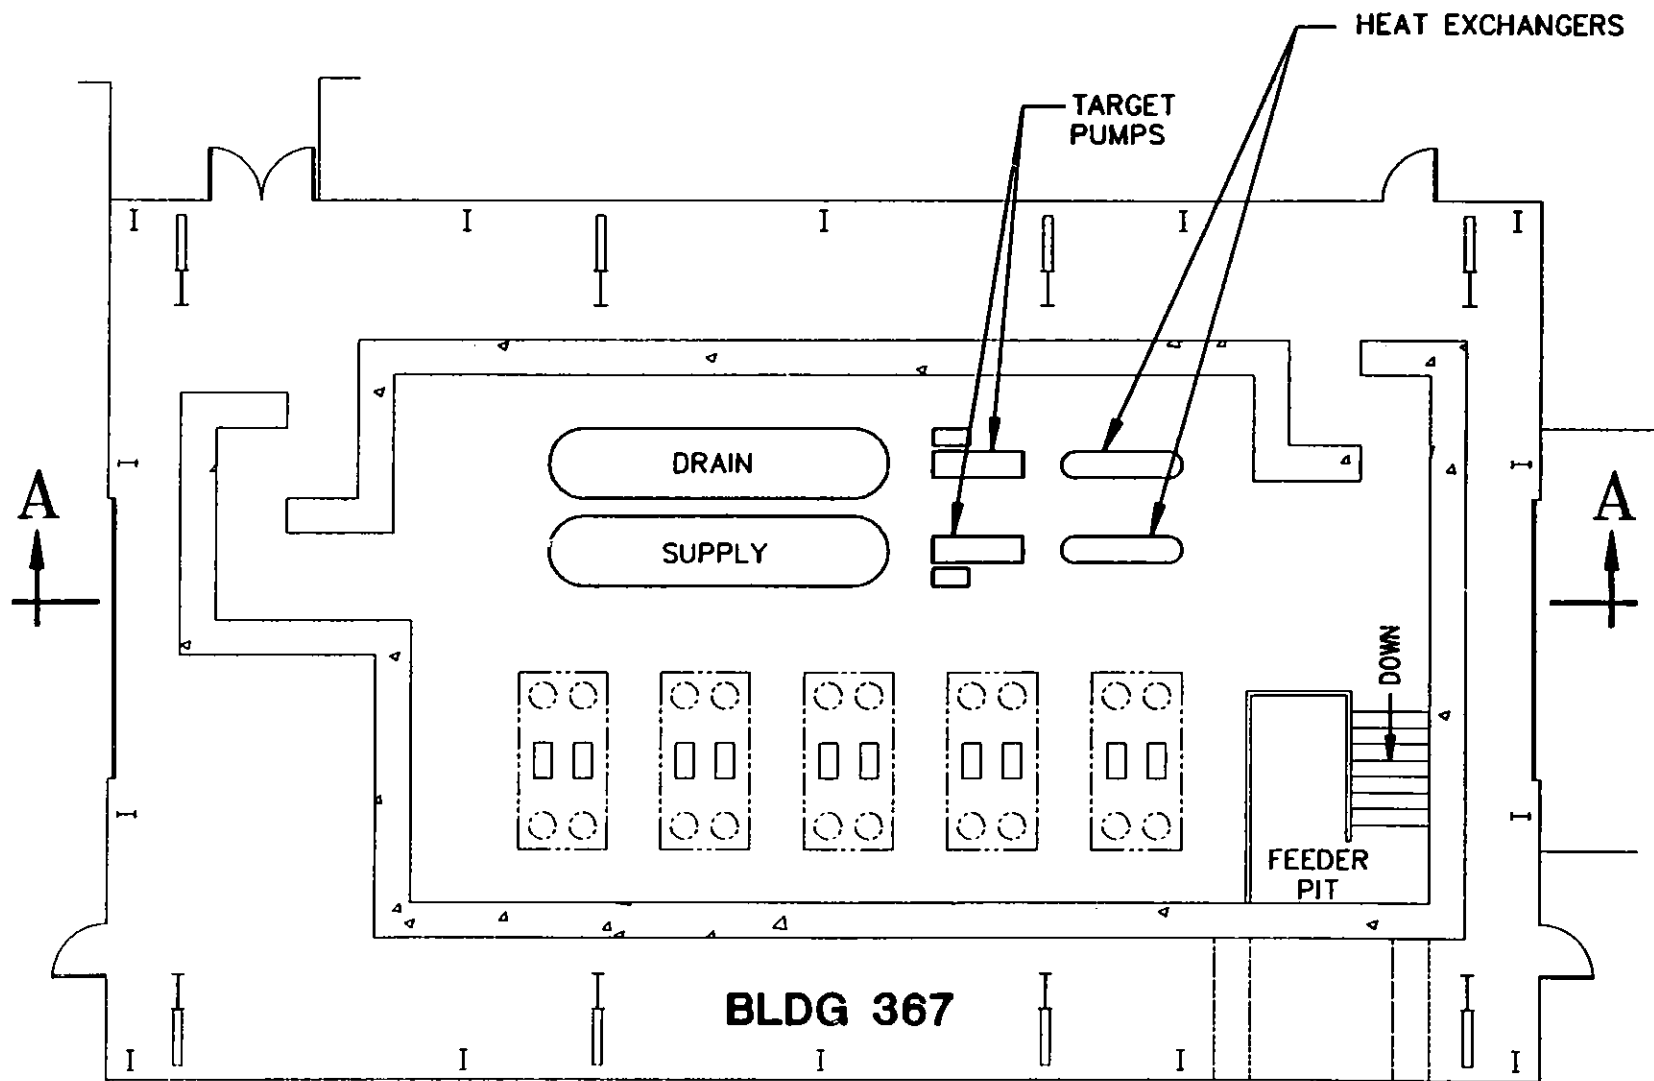 HEAT EXCHANGERS
TARGET
PUMPS
DRAIN
A
A
SUPPLY
DOWN
FEEDER
PIT
BLDG 367